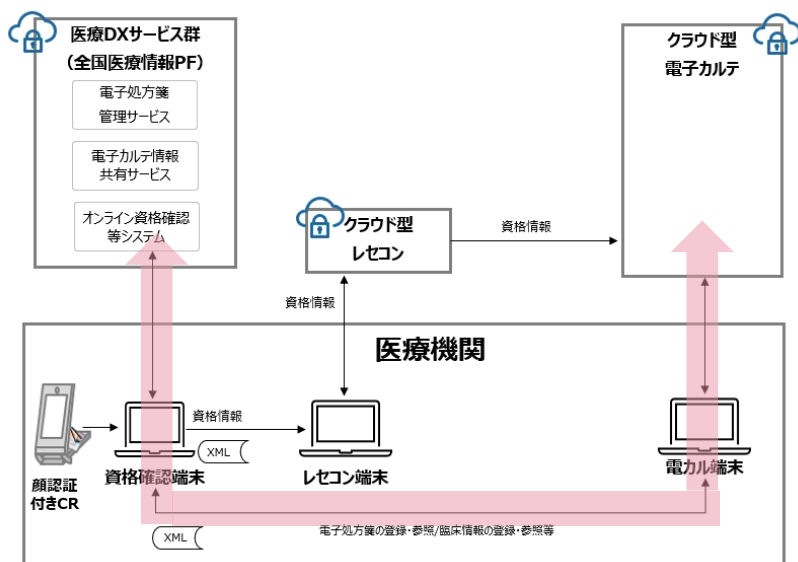 医療DXサービス群
（全国医療情報PF）
電子処方箋
管理サービス
電子カルテ情報
共有サービス
オンライン資格確認
等システム
クラウド型
レセコン
資格情報
クラウド型
電子カルテ
資格情報
医療機関
顔認証
付きCR
資格確認端末
資格情報
XML
レセコン端末
電カル端末
XML
電子処方箋の登録・参照/臨床情報の登録・参照等